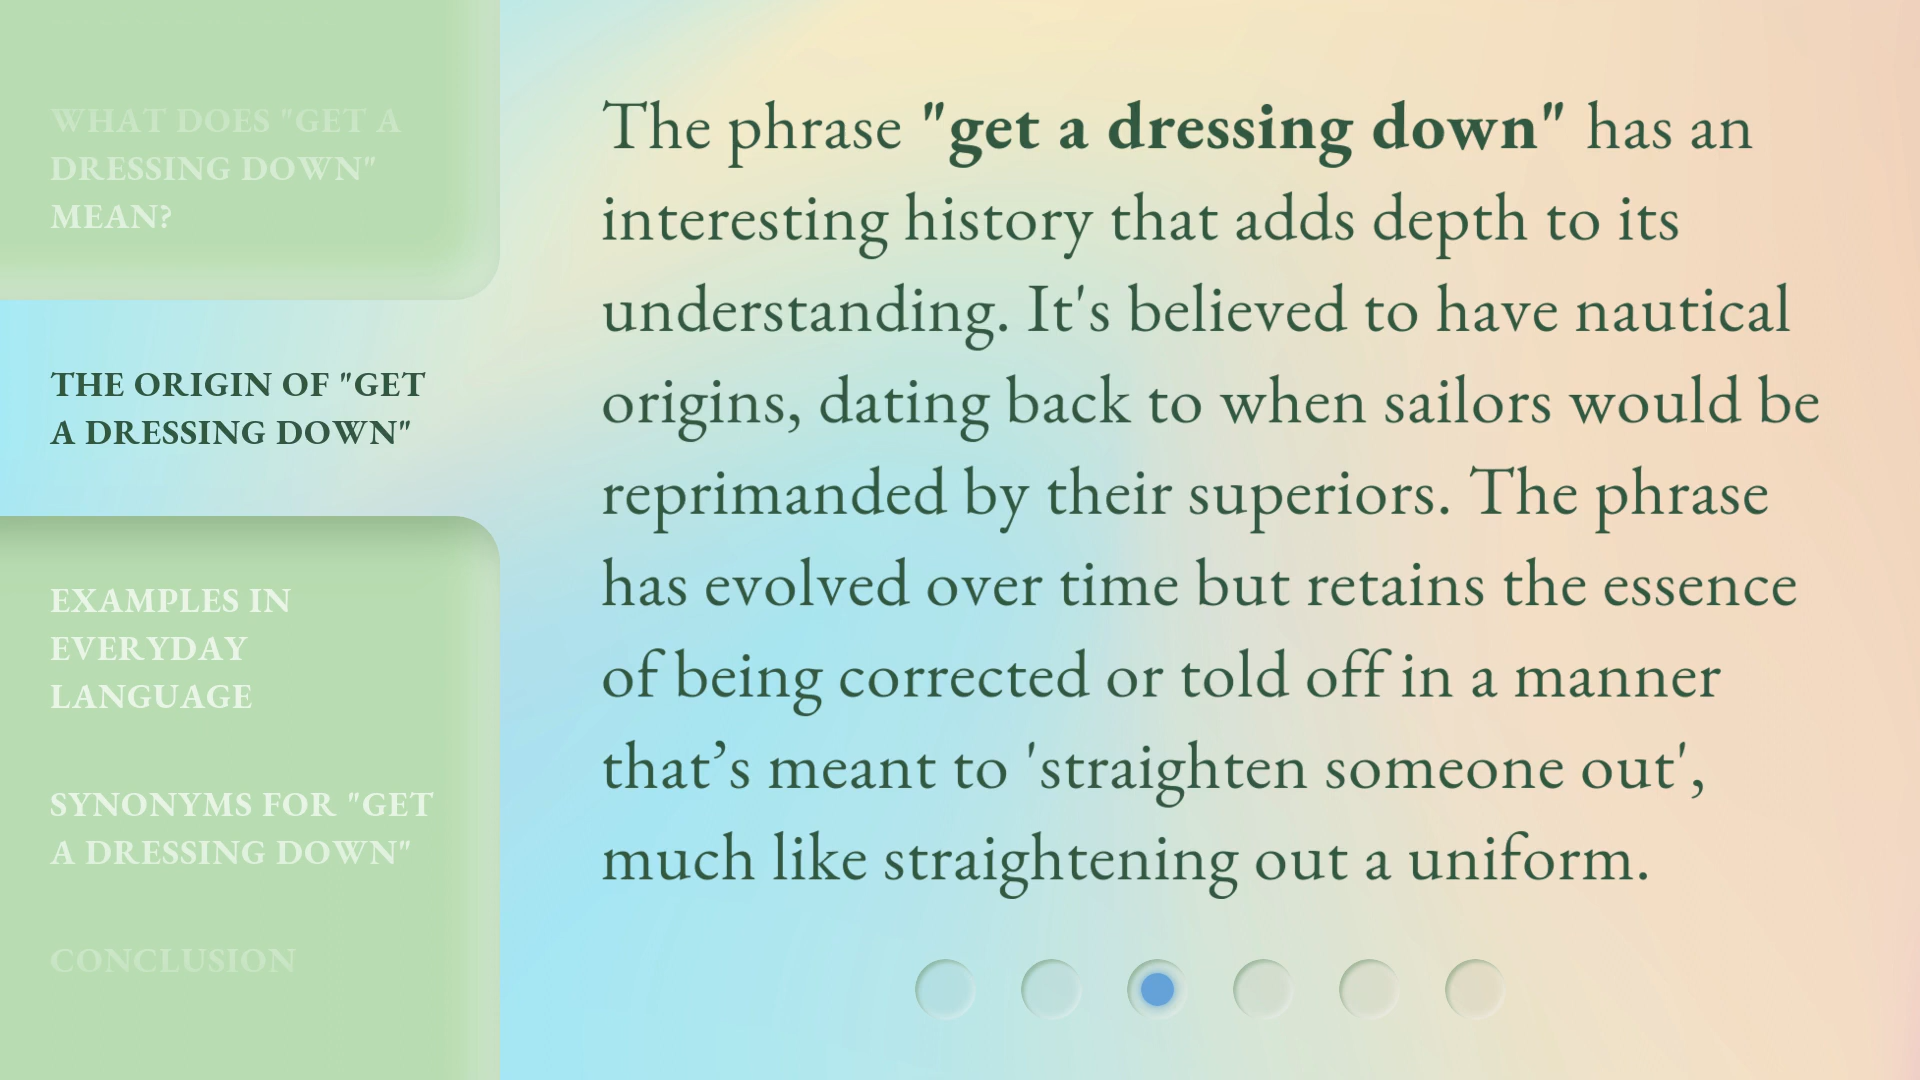 WHAT DOES "GET A
DRESSING DOWN"
MEAN?
THE ORIGIN OF "GET
A DRESSING DOWN"
EXAMPLES IN
EVERYDAY
LANGUAGE
SYNONYMS FOR "GET
A DRESSING DOWN"
CONCLUSION
The phrase "get a dressing down" has an
interesting history that adds depth to its
understanding. It's believed to have nautical
origins, dating back to when sailors would be
reprimanded by their superiors. The phrase
has evolved over time but retains the essence
of being corrected or told off in a manner
that’s meant to 'straighten someone out',
much like straightening out a uniform.